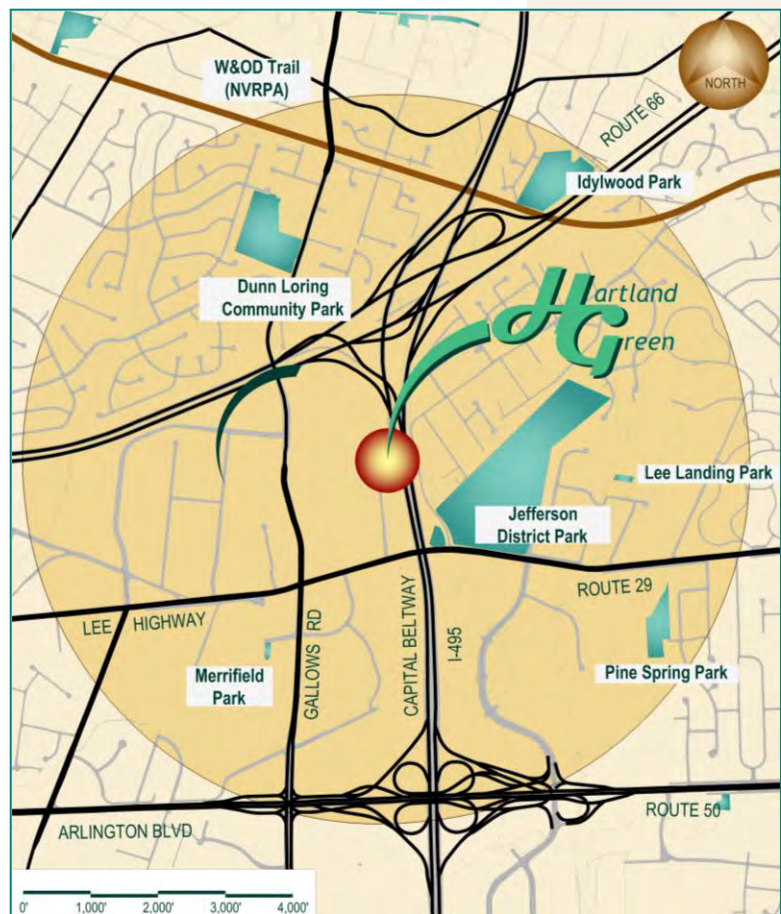 W&OD Trail
(NVRPA)
NORTH
ROUTE 66
Idylwood Park
Dunn Loring
Community Park
Hartland
Green
Lee Landing Park
Jefferson
District Park
ROUTE 29
LEE HIGHWAY
GALLOWS RD
CAPITAL BELTWAY
I-495
Merrifield
Park
Pine Spring Park
ROUTE 50
ARLINGTON BLVD
0' 1,000' 2,000' 3,000' 4,000'